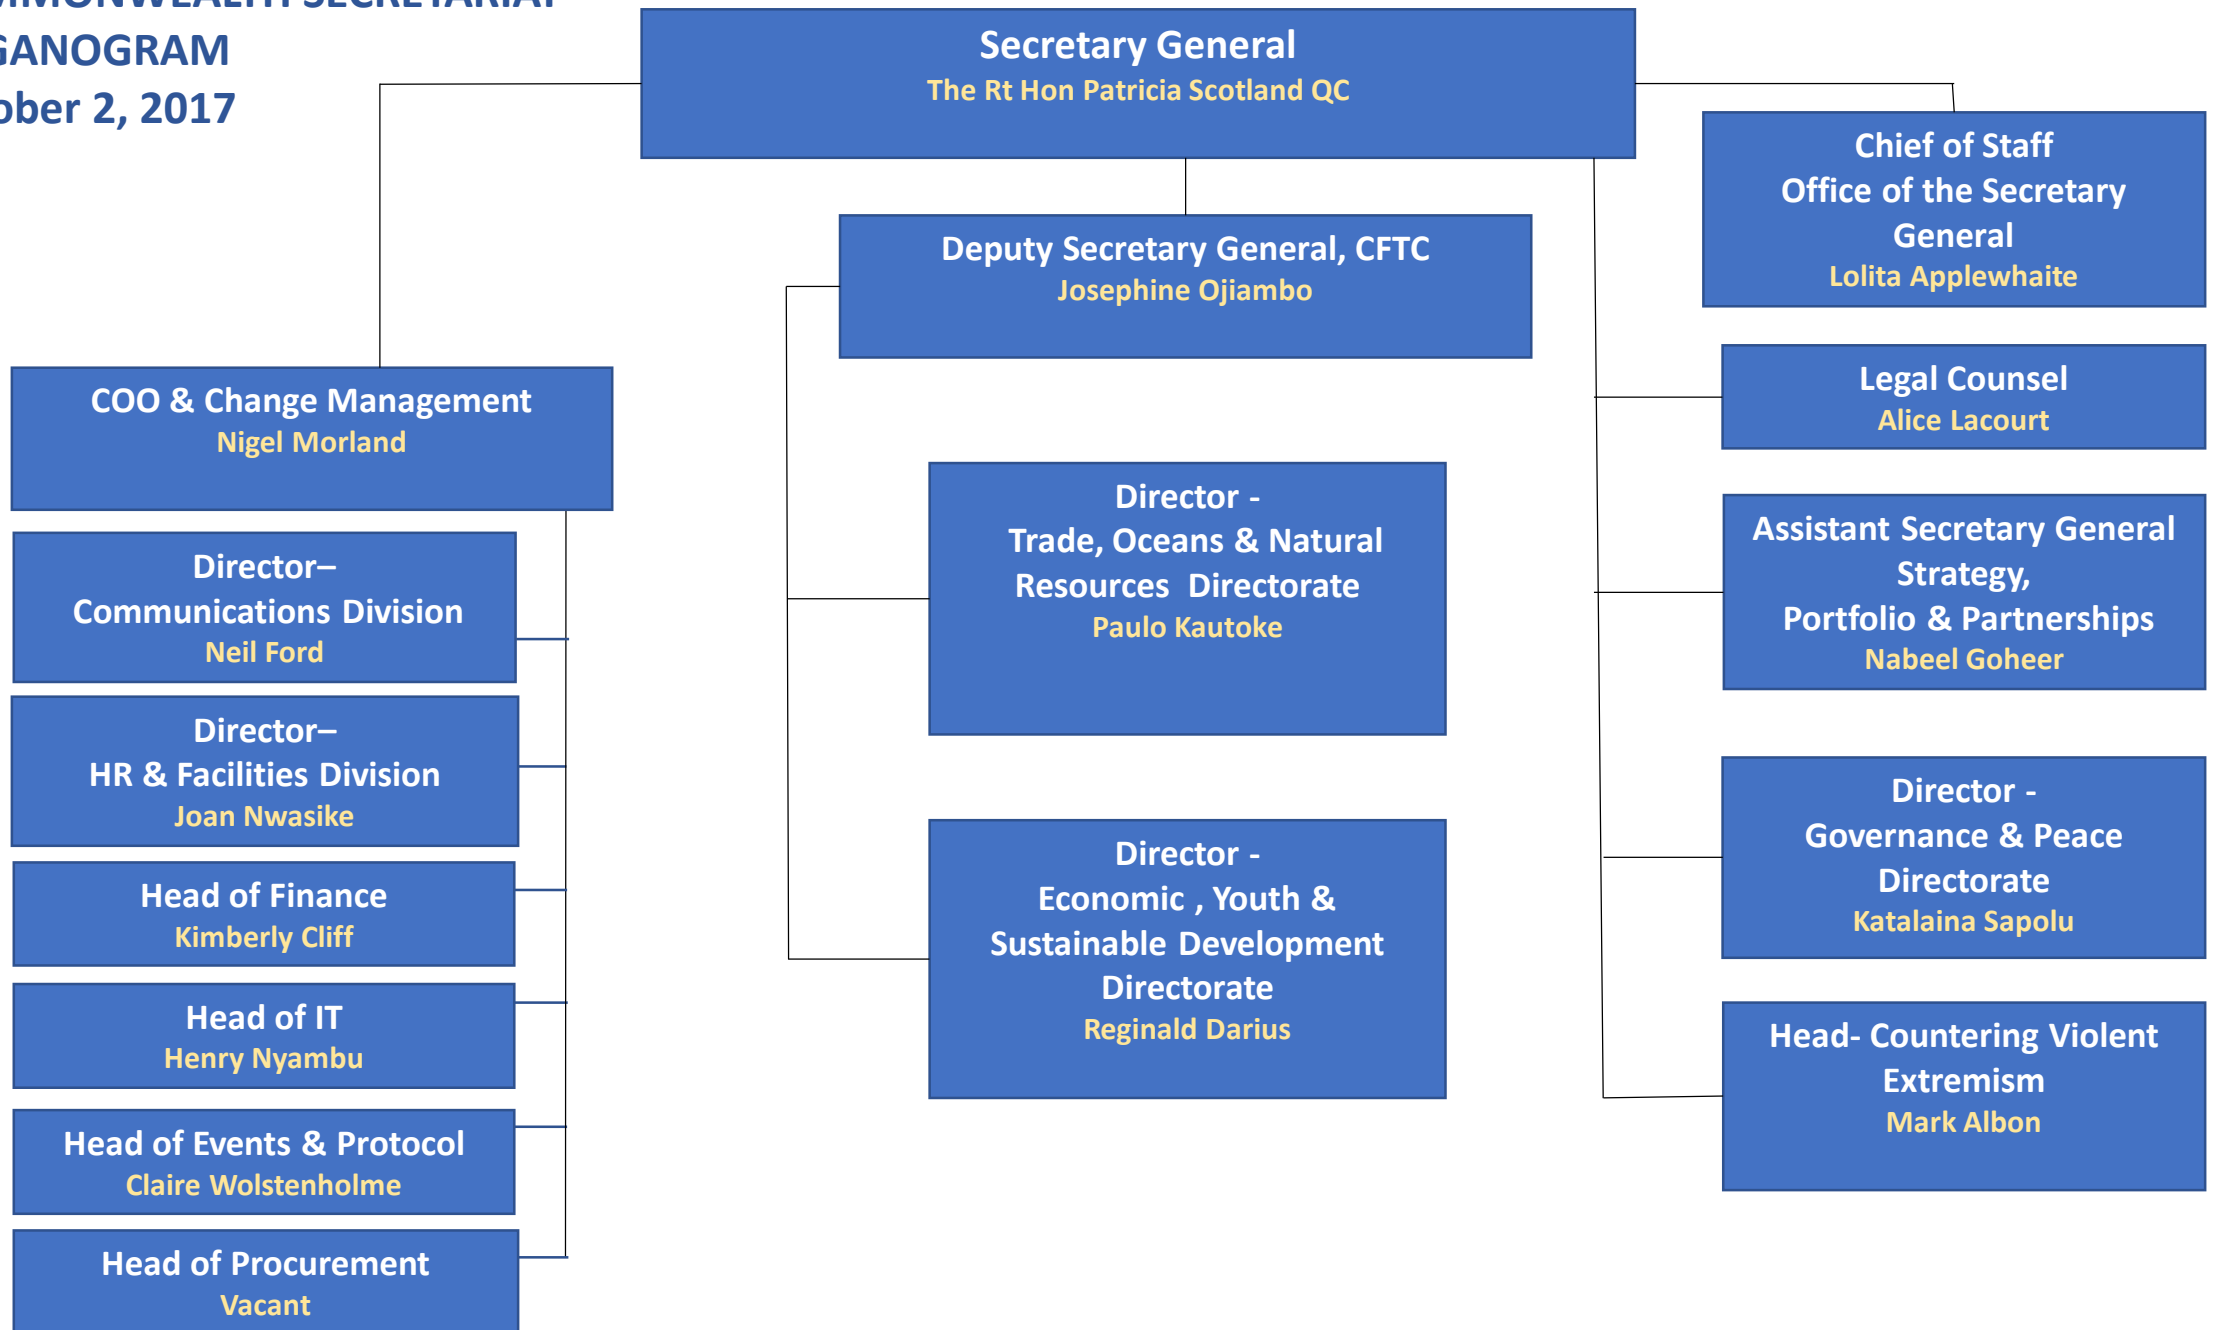 ORGANOGRAM
October 2, 2017
Secretary General
The Rt Hon Patricia Scotland QC
Chief of Staff
Office of the Secretary
General
Lolita Applewhaite
Deputy Secretary General, CFTC
Josephine Ojiambo
COO & Change Management
Nigel Morland
Director–
Communications Division
Neil Ford
Director–
HR & Facilities Division
Joan Nwasike
Head of Finance
Kimberly Cliff
Head of IT
Henry Nyambu
Head of Events & Protocol
Claire Wolstenholme
Head of Procurement
Vacant
Director -
Trade, Oceans & Natural
Resources Directorate
Paulo Kautoke
Director -
Economic , Youth &
Sustainable Development
Directorate
Reginald Darius
Legal Counsel
Alice Lacourt
Assistant Secretary General
Strategy,
Portfolio & Partnerships
Nabeel Goheer
Director -
Governance & Peace
Directorate
Katalaina Sapolu
Head- Countering Violent
Extremism
Mark Albon